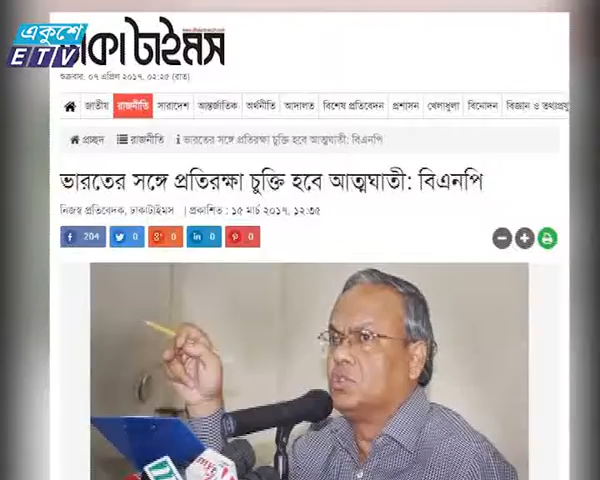 একুশে
ETV
ঢাকাটাইমস
শুক্রবার, ০৭ এপ্রিল ২০১৭, ০২:২৫ (রাত)
জাতীয় রাজনীতি সারাদেশ আন্তর্জাতিক অর্থনীতি আদালত বিশেষ প্রতিবেদন প্রশাসন খেলাধুলা বিনোদন বিজ্ঞান ও তথ্যপ্রযু
প্রচ্ছদ রাজনীতি ভারতের সঙ্গে প্রতিরক্ষা চুক্তি হবে আত্মঘাতী: বিএনপি
ভারতের সঙ্গে প্রতিরক্ষা চুক্তি হবে আত্মঘাতী: বিএনপি
নিজস্ব প্রতিবেদক, ঢাকাটাইমস | প্রকাশিত : ১৫ মার্চ ২০১৭, ১২:৩৫
204 0 0 0 0